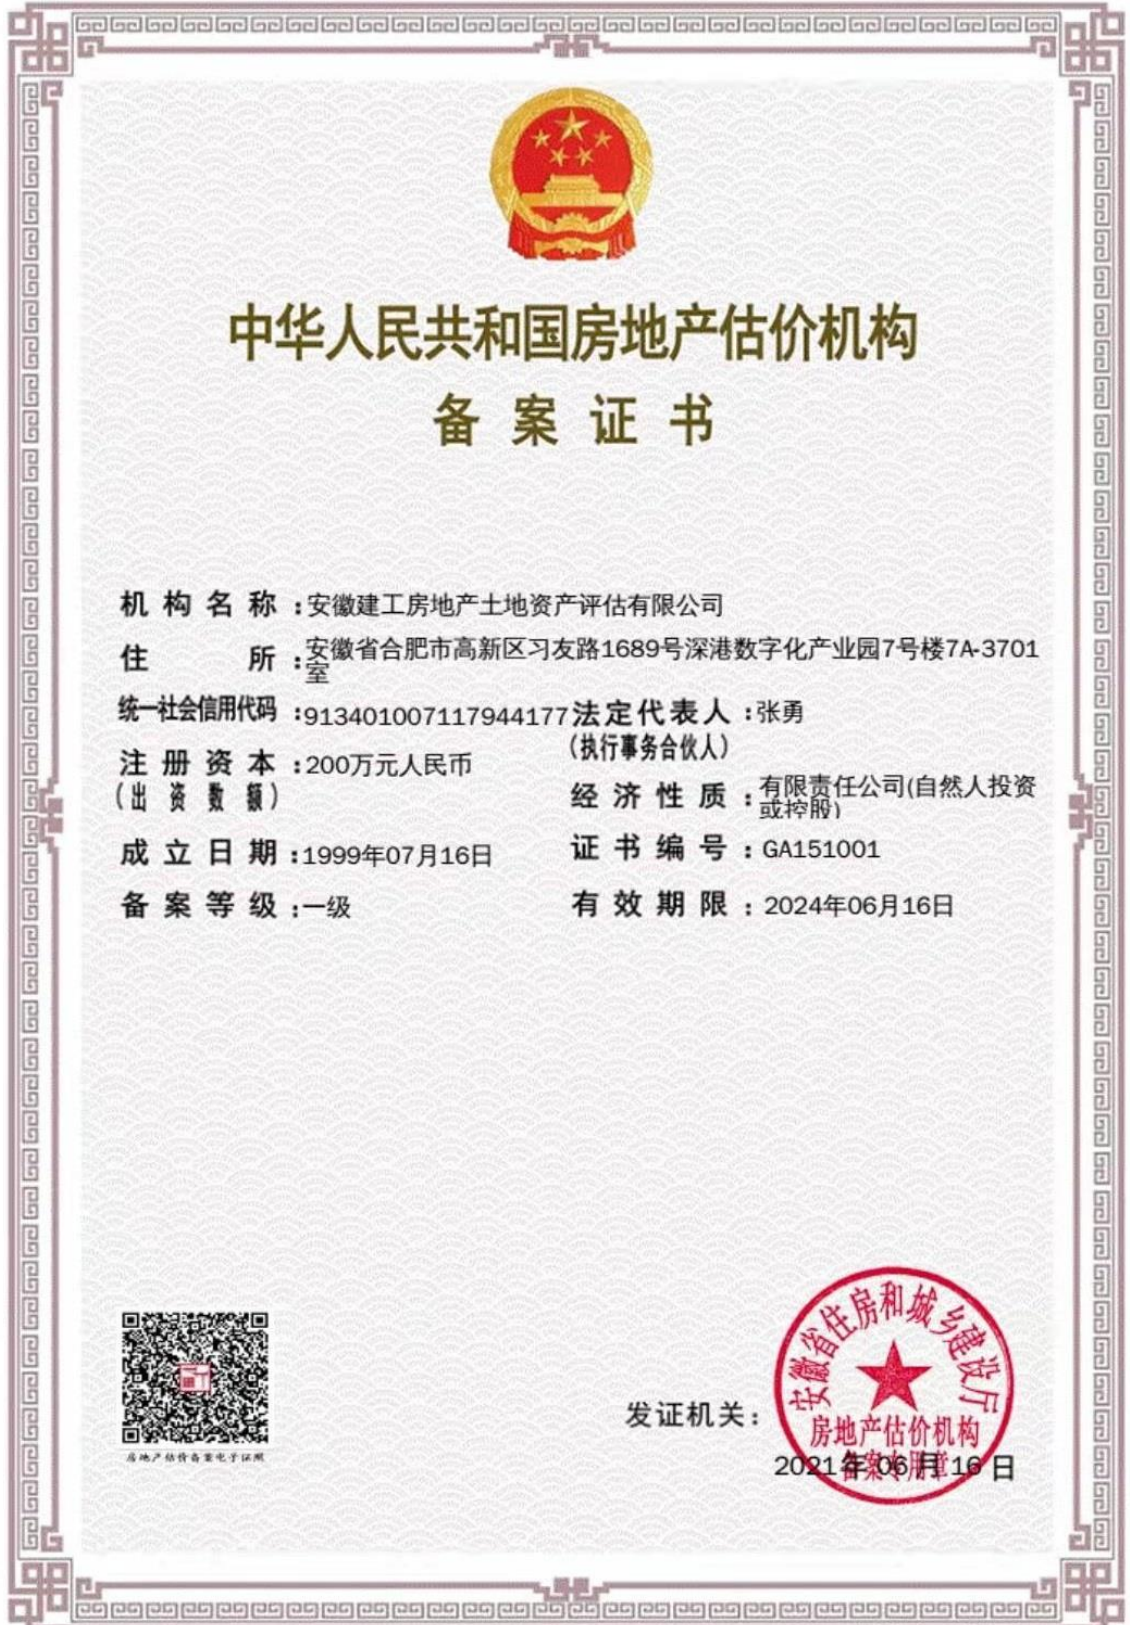 中华人民共和国房地产估价机构
备案证书
机构名称：安徽建工房地产土地资产评估有限公司
住所：安徽省合肥市高新区习友路1689号深港数字化产业园7号楼7A-3701
室
统一社会信用代码：913401007117944177
法定代表人：张勇
（执行事务合伙人）
注册资本：200万元人民币
（出资数额）
经济性质：有限责任公司(自然人投资
或控股)
成立日期：1999年07月16日
证书编号：GA151001
备案等级：一级
有效期限：2024年06月16日
房地产估价备案电子证照
发证机关：
安徽省住房和城乡建设厅
房地产估价机构
备案专用章
2021年06月16日